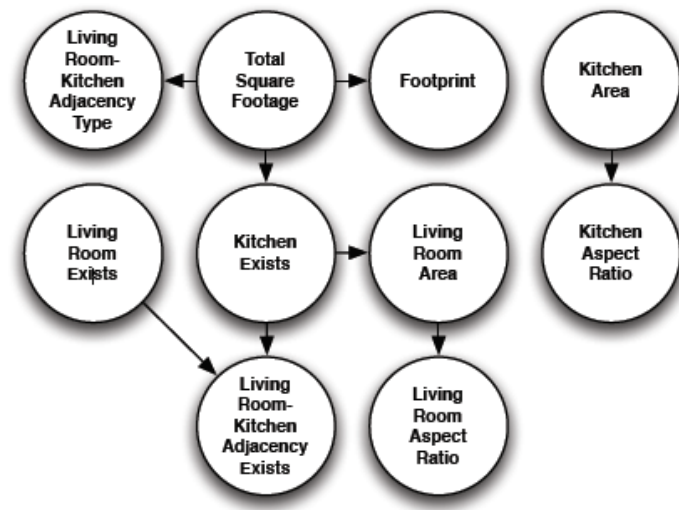 Living
Room-
Kitchen
Adjacency
Type
Total
Square
Footage
Footprint
Kitchen
Area
Living
Room
Exists
Kitchen
Exists
Living
Room
Area
Kitchen
Aspect
Ratio
Living
Room-
Kitchen
Adjacency
Exists
Living
Room
Aspect
Ratio